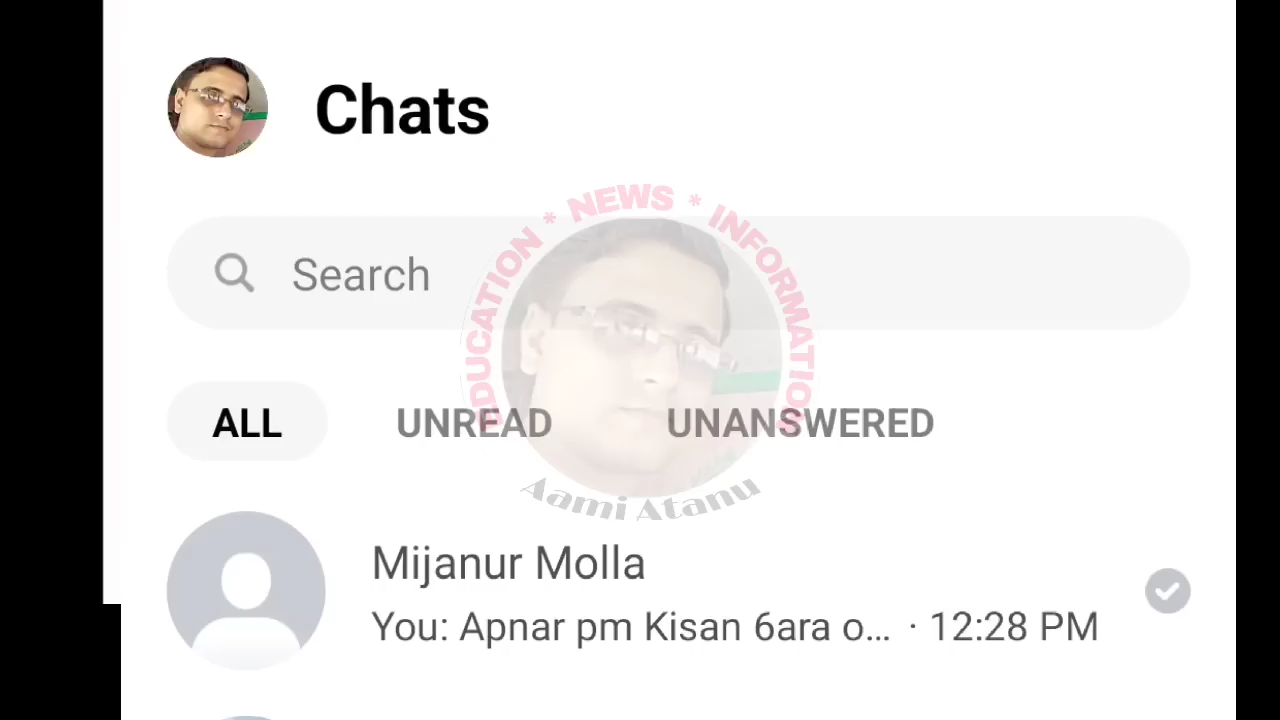 Chats
EDUCATION * NEWS * INFORMATION
Search
ALL UNREAD UNANSWERED
Aami Atanu
Mijanur Molla
You: Apnar pm Kisan 6ara o... · 12:28 PM